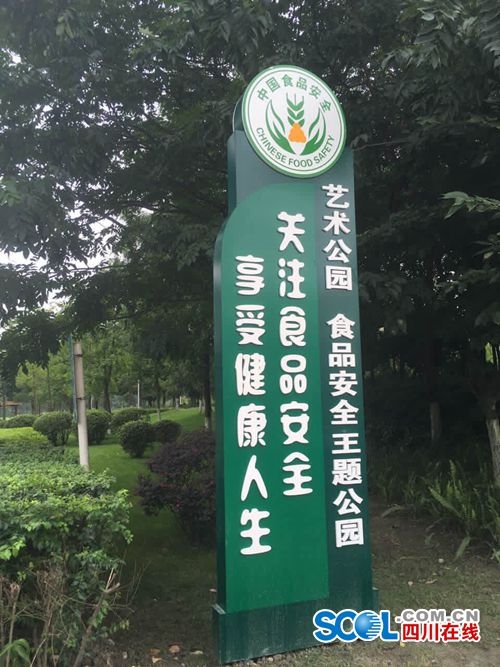 中国食品安全
CHINESE FOOD SAFETY
艺术公园 食品安全主题公园
关注食品安全
享受健康人生
SCOL.COM.CN
四川在线